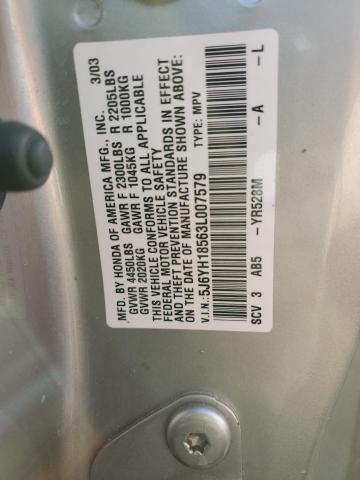 3/03
MFD. BY HONDA OF AMERICA MFG., INC.
GVWR 4450LBS GAWR F 2300LBS R 2205LBS
GVWR 2020KG GAWR F 1045KG R 1000KG
THIS VEHICLE CONFORMS TO ALL APPLICABLE
FEDERAL MOTOR VEHICLE SAFETY, BUMPER,
AND THEFT PREVENTION STANDARDS IN EFFECT
ON THE DATE OF MANUFACTURE SHOWN ABOVE.
V.I.N.: 5J6YH18563L007579 TYPE: MPV
SCV 3 AB5 -YR528M -A -L